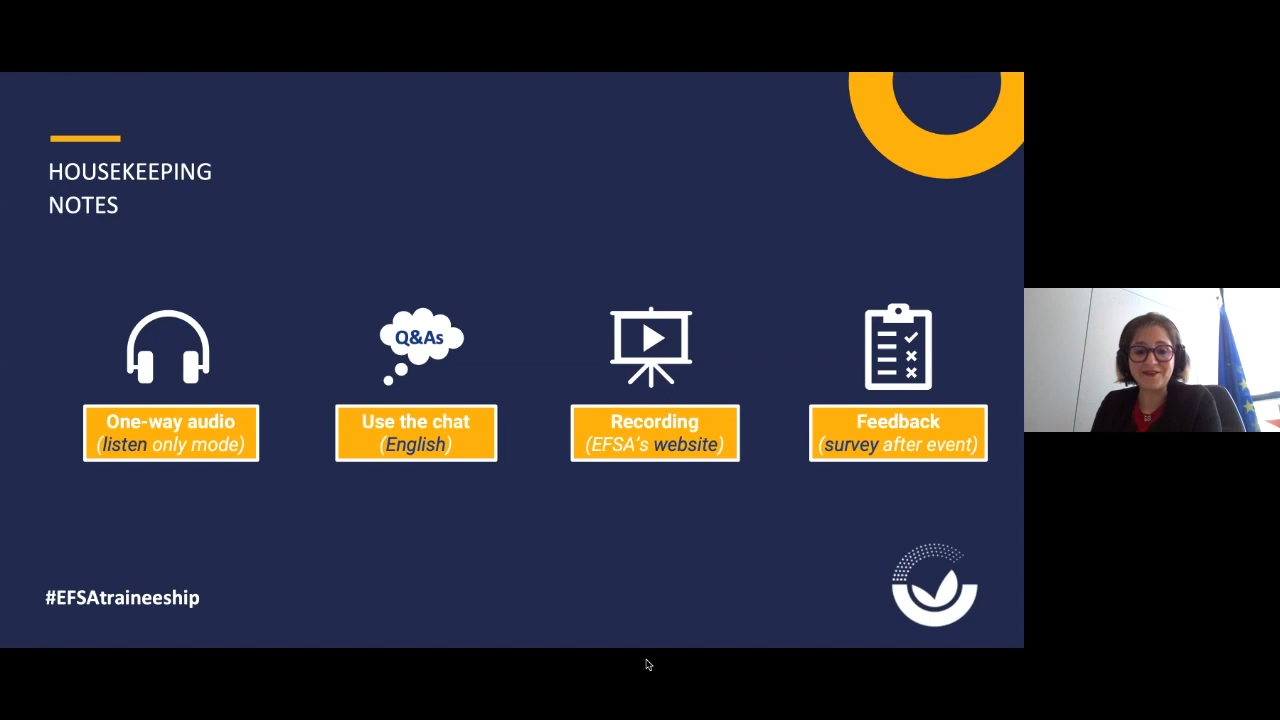 HOUSEKEEPING
NOTES
Q&As
One-way audio
(listen only mode)
Use the chat
(English)
Recording
(EFSA's website)
Feedback
(survey after event)
#EFSAtraineeship